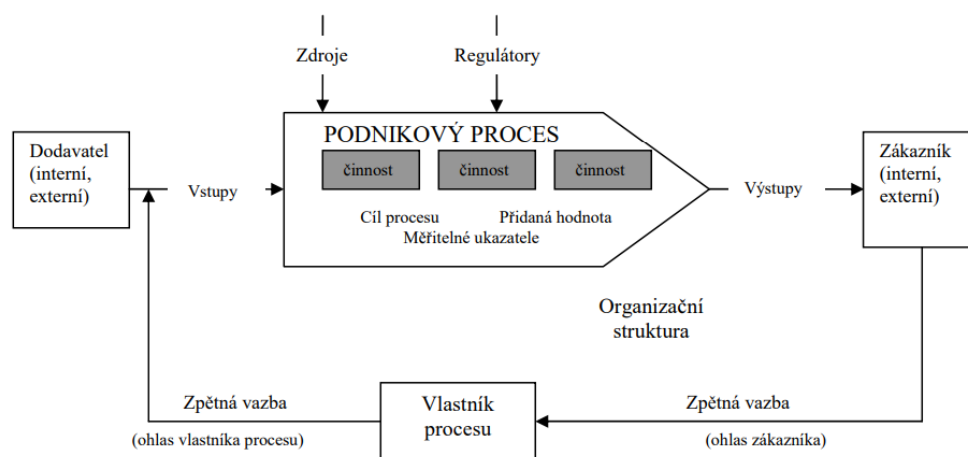 Zdroje
Regulátory
PODNIKOVÝ PROCES
Dodavatel
(interní,
externí)
činnost
činnost
činnost
Zákazník
(interní,
externí)
Vstupy
Výstupy
Cíl procesu
Přidaná hodnota
Měřitelné ukazatele
Organizační
struktura
Zpětná vazba
(ohlas vlastníka procesu)
Vlastník
procesu
Zpětná vazba
(ohlas zákazníka)